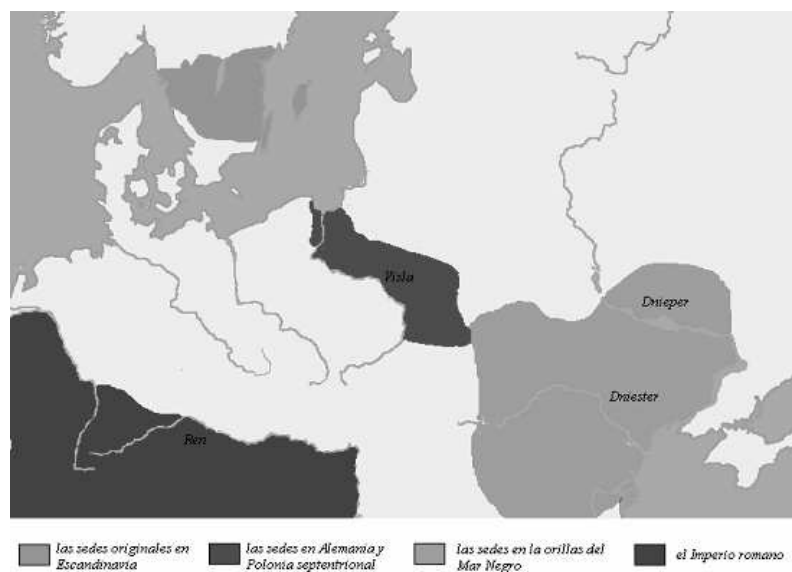 Visla
Dnieper
Dniester
Ren
las sedes originales en
Escandinavia
las sedes en Alemania y
Polonia septentrional
las sedes en la orillas del
Mar Negro
el Imperio romano